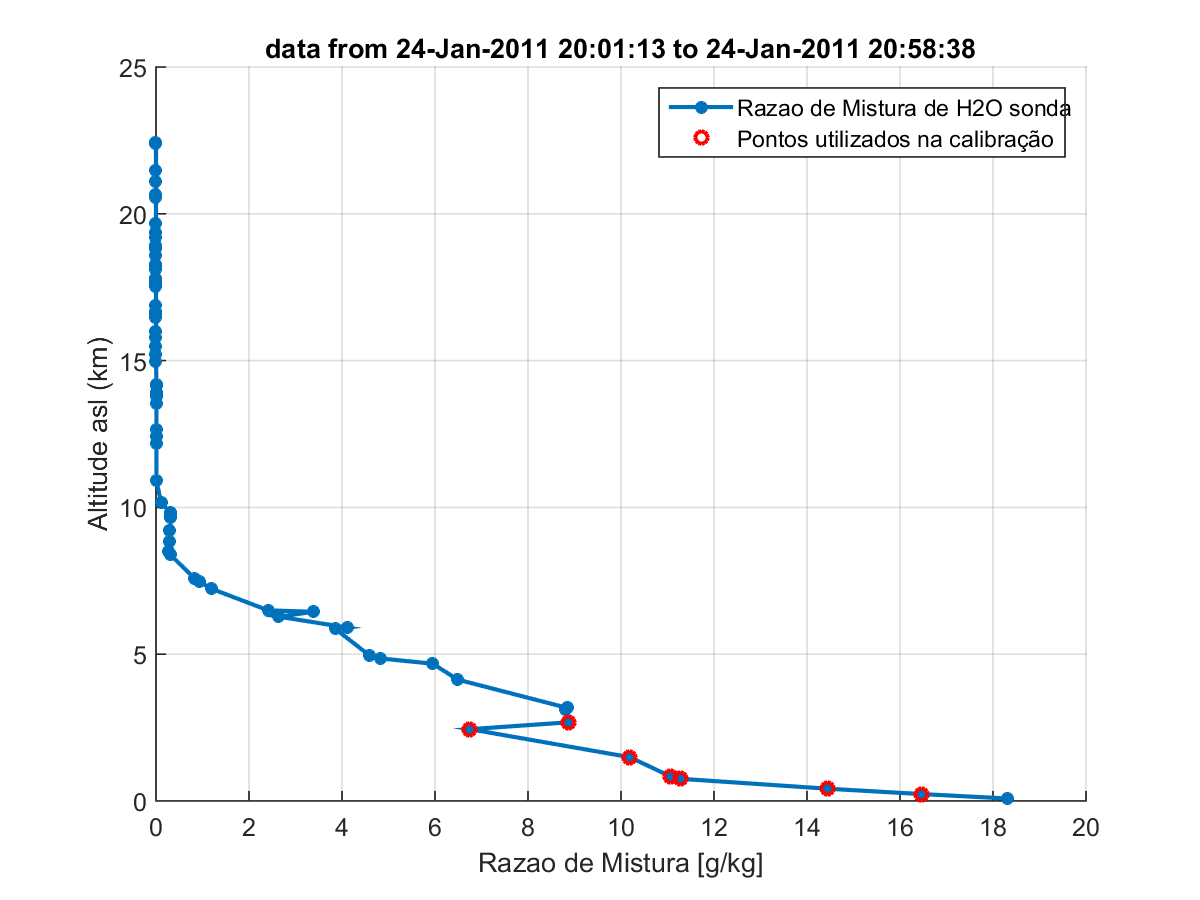 data from 24-Jan-2011 20:01:13 to 24-Jan-2011 20:58:38
Razao de Mistura de H2O sonda
Pontos utilizados na calibração
25
20
15
10
5
0
Altitude asl (km)
0 2 4 6 8 10 12 14 16 18 20
Razao de Mistura [g/kg]